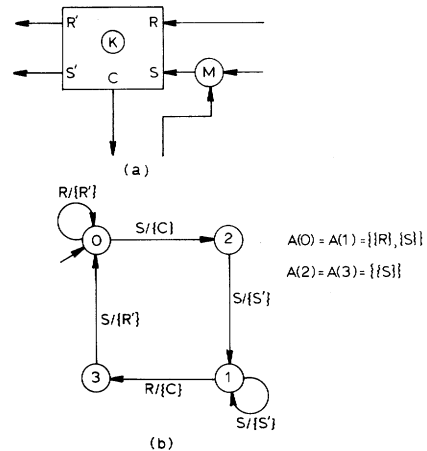 R' R
K
S' C S M
(a)
R/{R'}
0 S/{C} 2
A(0) = A(1) = {{R},{S}}
A(2) = A(3) = {{S}}
S/{R'} S/{S'}
3 R/{C} 1
S/{S'}
(b)